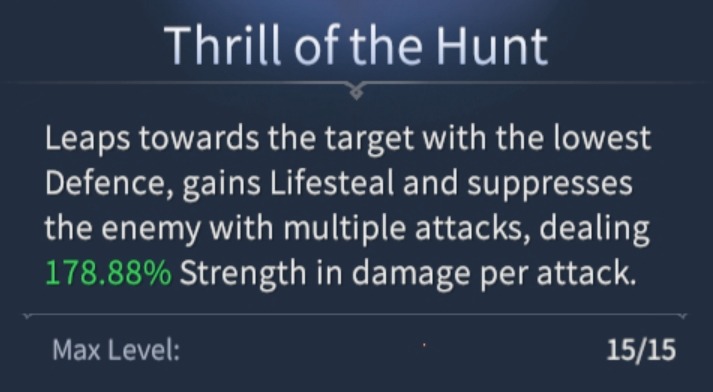 Thrill of the Hunt
Leaps towards the target with the lowest
Defence, gains Lifesteal and suppresses
the enemy with multiple attacks, dealing
178.88% Strength in damage per attack.
Max Level: 15/15